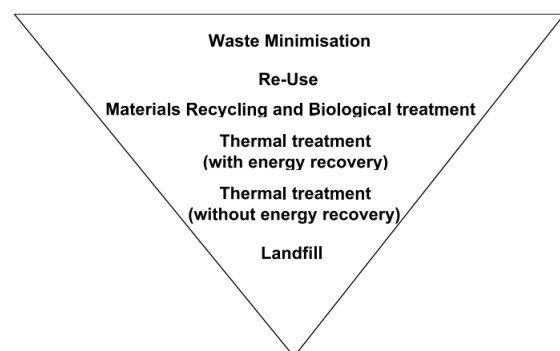 Waste Minimisation
Re-Use
Materials Recycling and Biological treatment
Thermal treatment
(with energy recovery)
Thermal treatment
(without energy recovery)
Landfill